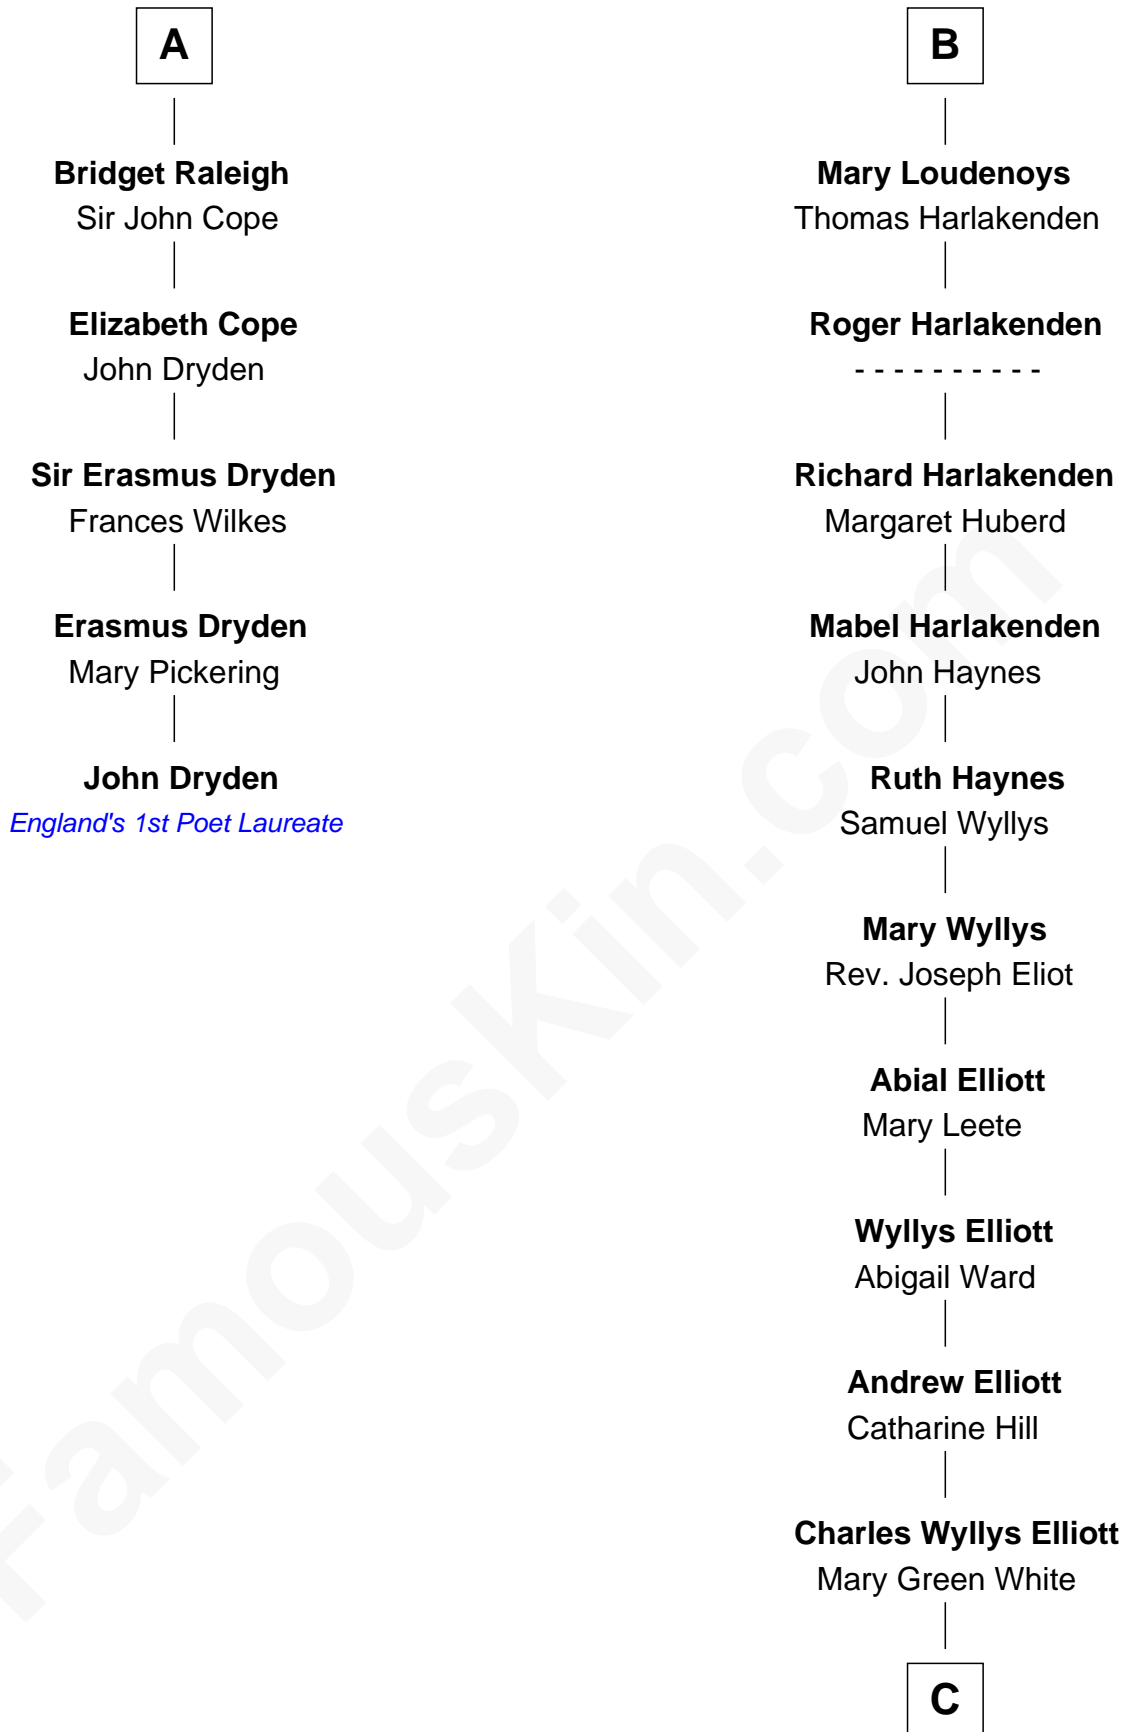 A
Bridget Raleigh
Sir John Cope
Elizabeth Cope
John Dryden
Sir Erasmus Dryden
Frances Wilkes
Erasmus Dryden
Mary Pickering
John Dryden
England's 1st Poet Laureate
B
Mary Loudenoys
Thomas Harlakenden
Roger Harlakenden
- - - - - - - - - -
Richard Harlakenden
Margaret Huberd
Mabel Harlakenden
John Haynes
Ruth Haynes
Samuel Wyllys
Mary Wyllys
Rev. Joseph Eliot
Abial Elliott
Mary Leete
Wyllys Elliott
Abigail Ward
Andrew Elliott
Catharine Hill
Charles Wyllys Elliott
Mary Green White
C
FamousKin.com